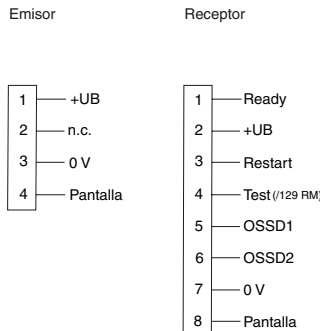 Emisor
1 +UB
2 n.c.
3 0 V
4 Pantalla
Receptor
1 Ready
2 +UB
3 Restart
4 Test (/129 RM)
5 OSSD1
6 OSSD2
7 0 V
8 Pantalla